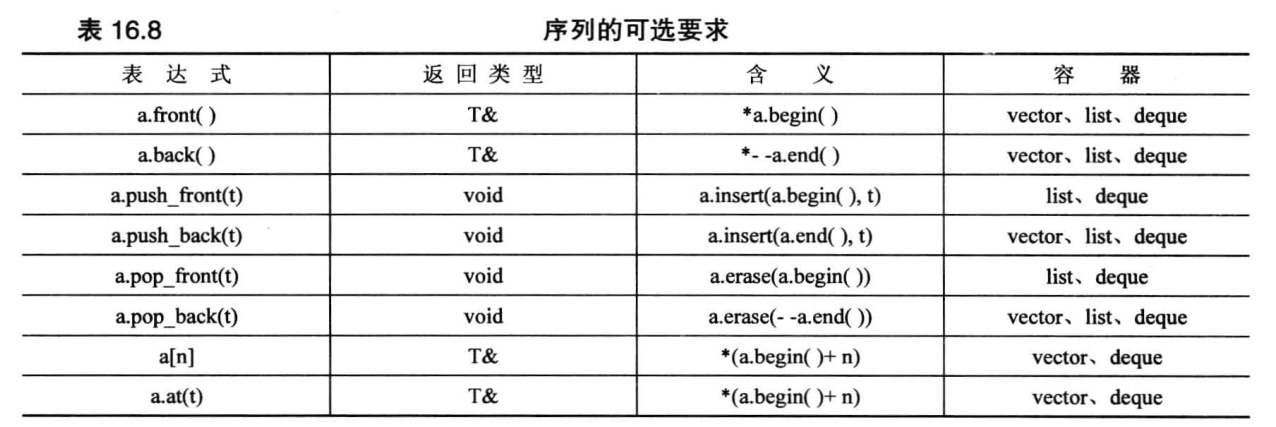 表 16.8 序列的可选要求
表 达 式 返 回 类 型 含 义 容 器
a.front( ) T& *a.begin( ) vector、list、deque
a.back( ) T& *- -a.end( ) vector、list、deque
a.push_front(t) void a.insert(a.begin( ), t) list、deque
a.push_back(t) void a.insert(a.end( ), t) vector、list、deque
a.pop_front(t) void a.erase(a.begin( )) list、deque
a.pop_back(t) void a.erase(- -a.end( )) vector、list、deque
a[n] T& *(a.begin( )+ n) vector、deque
a.at(t) T& *(a.begin( )+ n) vector、deque